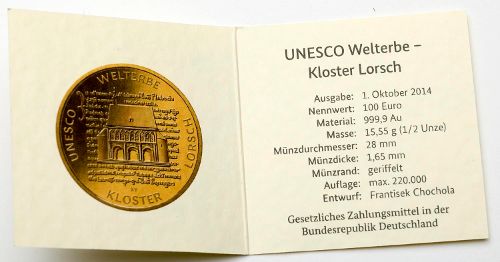 UNESCO
WELTERBE
LORSCH
KLOSTER
UNESCO Welterbe –
Kloster Lorsch
Ausgabe: 1. Oktober 2014
Nennwert: 100 Euro
Material: 999,9 Au
Masse: 15,55 g (1/2 Unze)
Münzdurchmesser: 28 mm
Münzdicke: 1,65 mm
Münzrand: geriffelt
Auflage: max. 220.000
Entwurf: Frantisek Chochola
Gesetzliches Zahlungsmittel in der
Bundesrepublik Deutschland